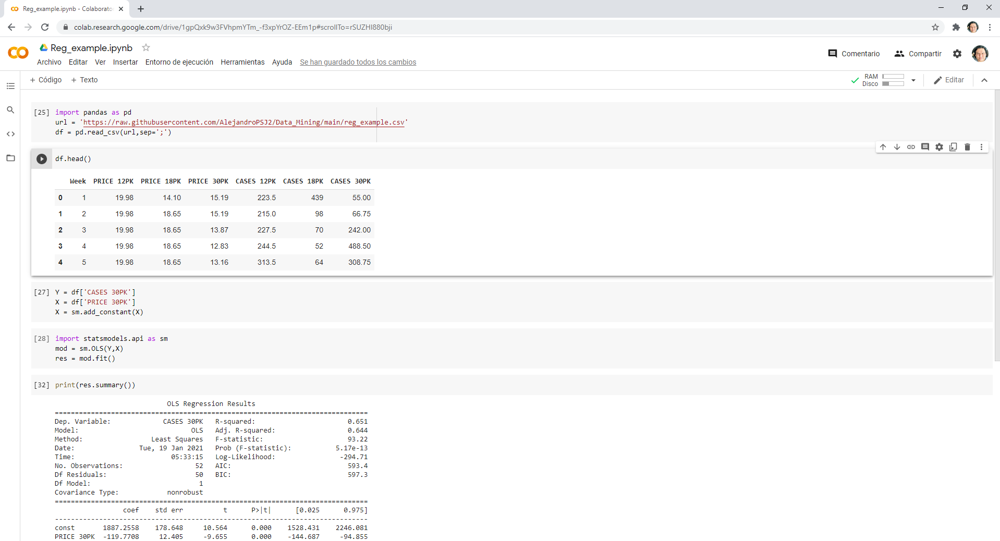 Reg_example.ipynb - Colaborato
colab.research.google.com/drive/1gpQxk9w3FVhpmYTm_-f3xpYrOZ-EEm1p#scrollTo=rSUZHI880bji
Reg_example.ipynb
Comentario Compartir
Archivo Editar Ver Insertar Entorno de ejecución Herramientas Ayuda Se han guardado todos los cambios
+ Código + Texto
RAM
Disco
Editar
[25] import pandas as pd
url = 'https://raw.githubusercontent.com/AlejandroPSJ2/Data_Mining/main/reg_example.csv'
df = pd.read_csv(url,sep=';')
df.head()
Week PRICE 12PK PRICE 18PK PRICE 30PK CASES 12PK CASES 18PK CASES 30PK
0 1 19.98 14.10 15.19 223.5 439 55.00
1 2 19.98 18.65 15.19 215.0 98 66.75
2 3 19.98 18.65 13.87 227.5 70 242.00
3 4 19.98 18.65 12.83 244.5 52 488.50
4 5 19.98 18.65 13.16 313.5 64 308.75
[27] Y = df['CASES 30PK']
X = df['PRICE 30PK']
X = sm.add_constant(X)
[28] import statsmodels.api as sm
mod = sm.OLS(Y,X)
res = mod.fit()
[32] print(res.summary())
OLS Regression Results
==============================================================================
Dep. Variable: CASES 30PK R-squared: 0.651
Model: OLS Adj. R-squared: 0.644
Method: Least Squares F-statistic: 93.22
Date: Tue, 19 Jan 2021 Prob (F-statistic): 5.17e-13
Time: 05:33:15 Log-Likelihood: -294.71
No. Observations: 52 AIC: 593.4
Df Residuals: 50 BIC: 597.3
Df Model: 1
Covariance Type: nonrobust
==============================================================================
coef std err t P>|t| [0.025 0.975]
------------------------------------------------------------------------------
const 1887.2558 178.648 10.564 0.000 1528.431 2246.081
PRICE 30PK -119.7708 12.405 -9.655 0.000 -144.687 -94.855